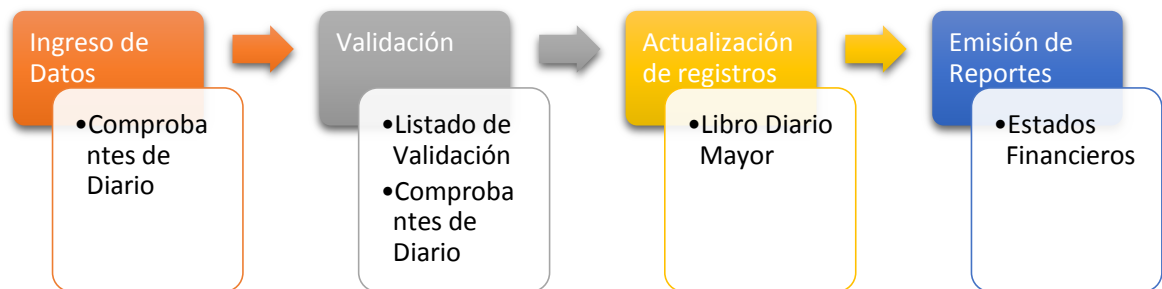 Ingreso de
Datos
•Comproba
ntes de
Diario
Validación
•Listado de
Validación
•Comproba
ntes de
Diario
Actualización
de registros
•Libro Diario
Mayor
Emisión de
Reportes
•Estados
Financieros